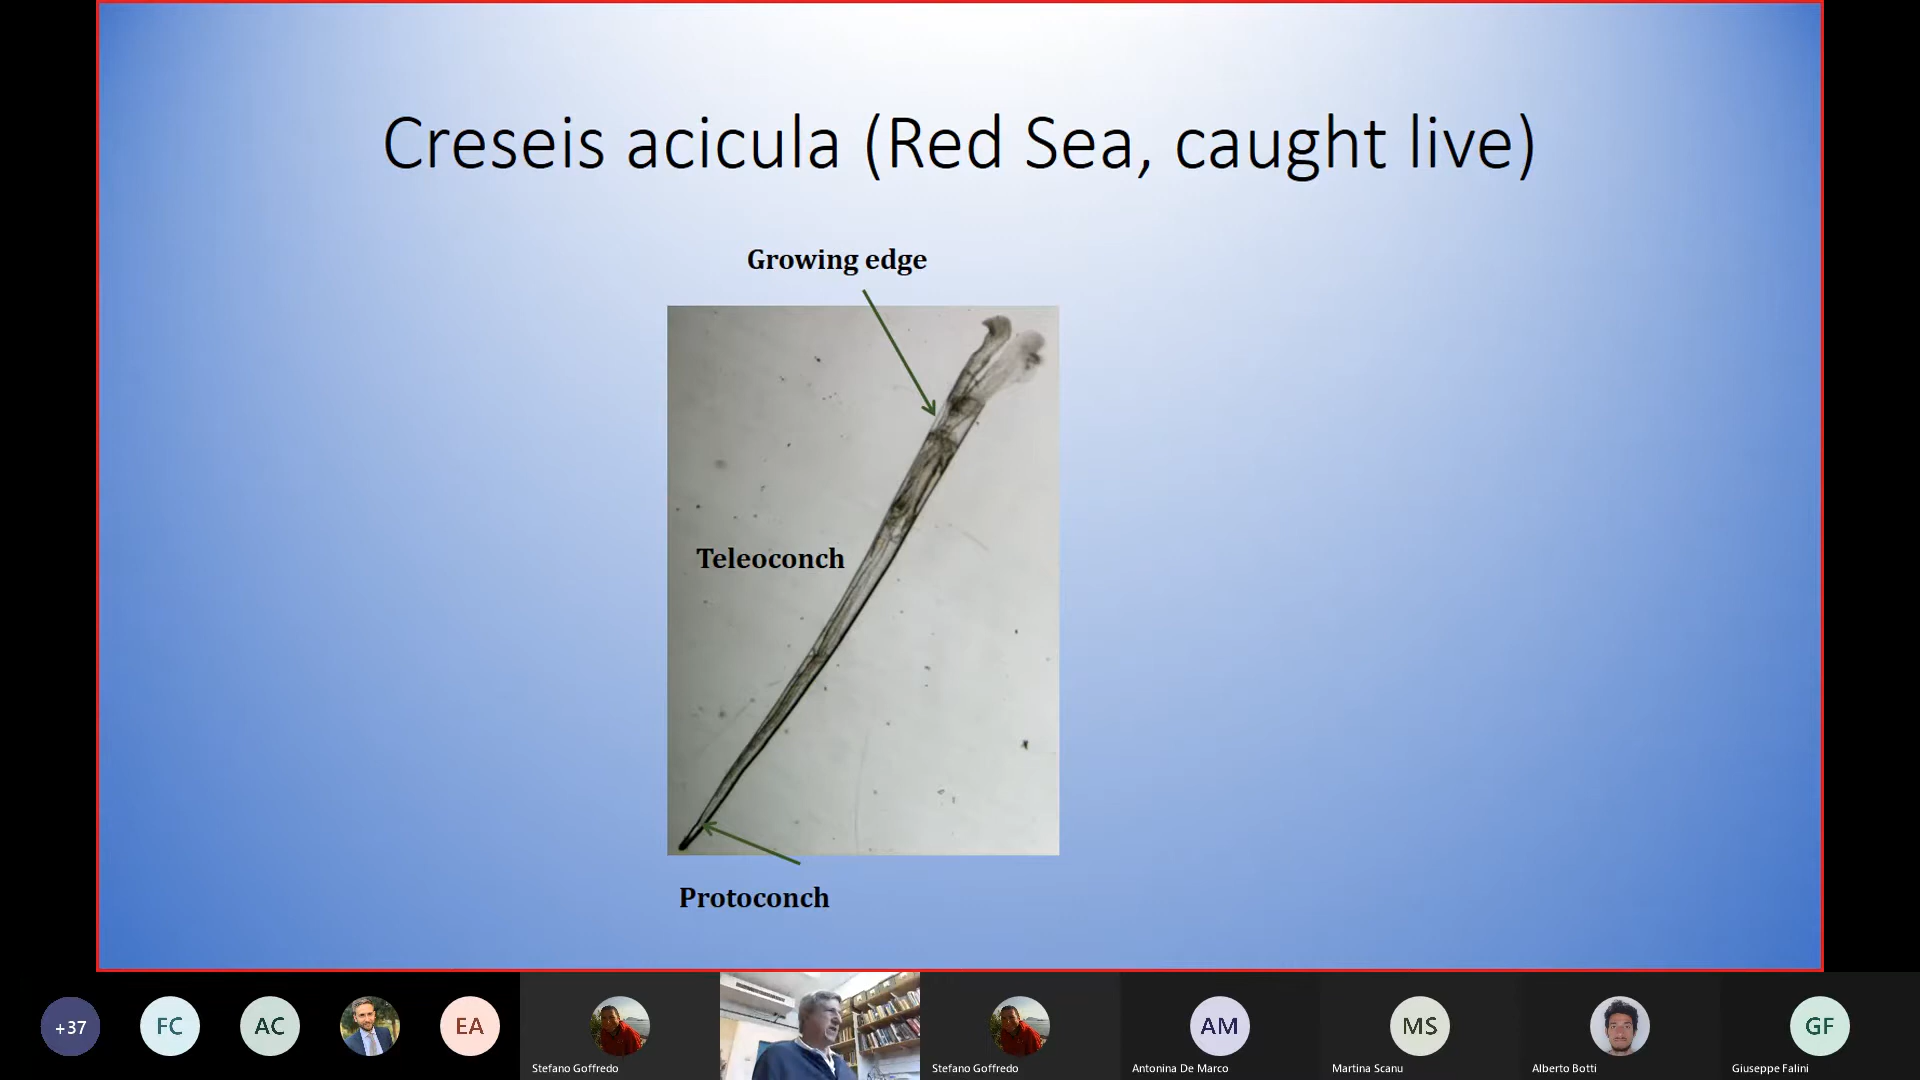 Creseis acicula (Red Sea, caught live)
Growing edge
Teleoconch
Protoconch
+37
FC
AC
EA
Stefano Goffredo
Stefano Goffredo
AM
Antonina De Marco
MS
Martina Scanu
Alberto Botti
GF
Giuseppe Falini